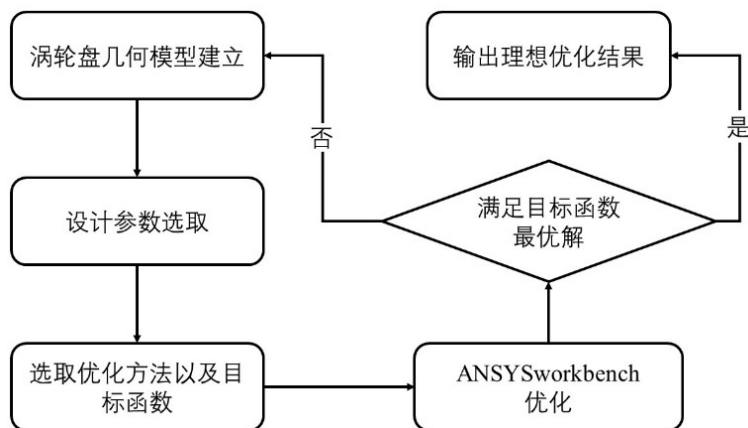 涡轮盘几何模型建立
输出理想优化结果
否
是
设计参数选取
满足目标函数
最优解
选取优化方法以及目
标函数
ANSYSworkbench
优化